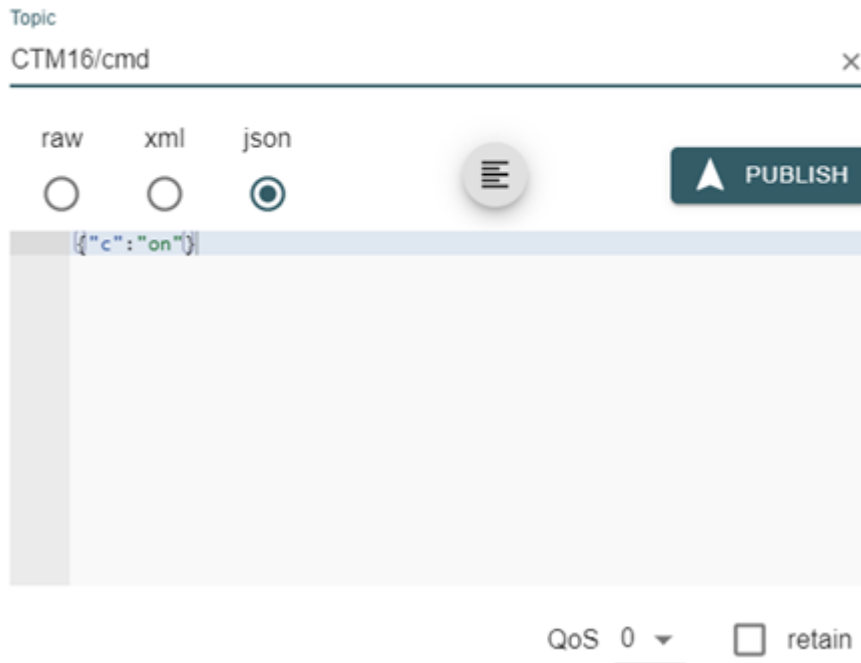 Topic
CTM16/cmd
raw xml json
PUBLISH
{"c":"on"}
QoS 0 retain